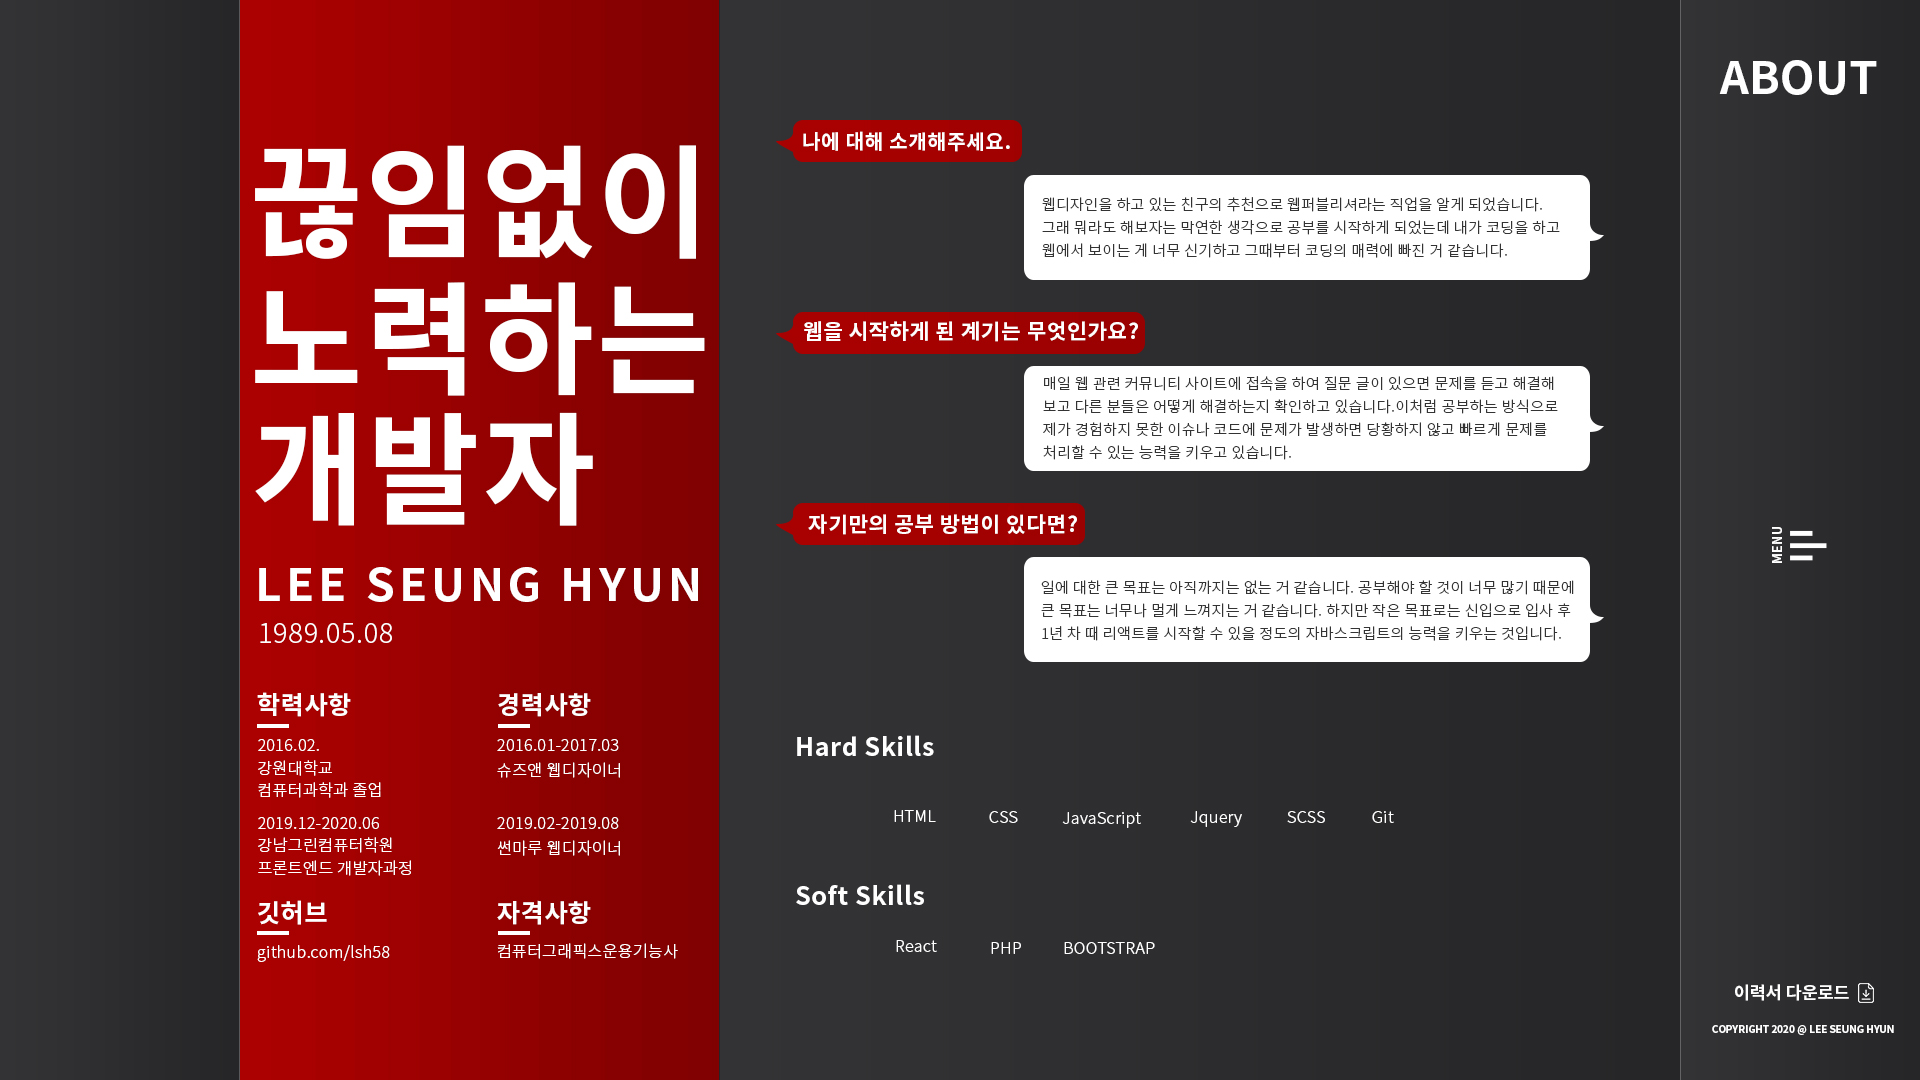 끊임없이
노력하는
개발자
LEE SEUNG HYUN
1989.05.08
학력사항
2016.02.
강원대학교
컴퓨터과학과 졸업
2019.12-2020.06
강남그린컴퓨터학원
프론트엔드 개발자과정
경력사항
2016.01-2017.03
슈즈앤 웹디자이너
2019.02-2019.08
썬마루 웹디자이너
깃허브
github.com/lsh58
자격사항
컴퓨터그래픽스운용기능사
나에 대해 소개해주세요.
웹디자인을 하고 있는 친구의 추천으로 웹퍼블리셔라는 직업을 알게 되었습니다.
그래 뭐라도 해보자는 막연한 생각으로 공부를 시작하게 되었는데 내가 코딩을 하고
웹에서 보이는 게 너무 신기하고 그때부터 코딩의 매력에 빠진 거 같습니다.
웹을 시작하게 된 계기는 무엇인가요?
매일 웹 관련 커뮤니티 사이트에 접속을 하여 질문 글이 있으면 문제를 듣고 해결해
보고 다른 분들은 어떻게 해결하는지 확인하고 있습니다.이처럼 공부하는 방식으로
제가 경험하지 못한 이슈나 코드에 문제가 발생하면 당황하지 않고 빠르게 문제를
처리할 수 있는 능력을 키우고 있습니다.
자기만의 공부 방법이 있다면?
일에 대한 큰 목표는 아직까지는 없는 거 같습니다. 공부해야 할 것이 너무 많기 때문에
큰 목표는 너무나 멀게 느껴지는 거 같습니다. 하지만 작은 목표로는 신입으로 입사 후
1년 차 때 리액트를 시작할 수 있을 정도의 자바스크립트의 능력을 키우는 것입니다.
Hard Skills
HTML CSS JavaScript Jquery SCSS Git
Soft Skills
React PHP BOOTSTRAP
ABOUT
MENU
이력서 다운로드
COPYRIGHT 2020 @ LEE SEUNG HYUN